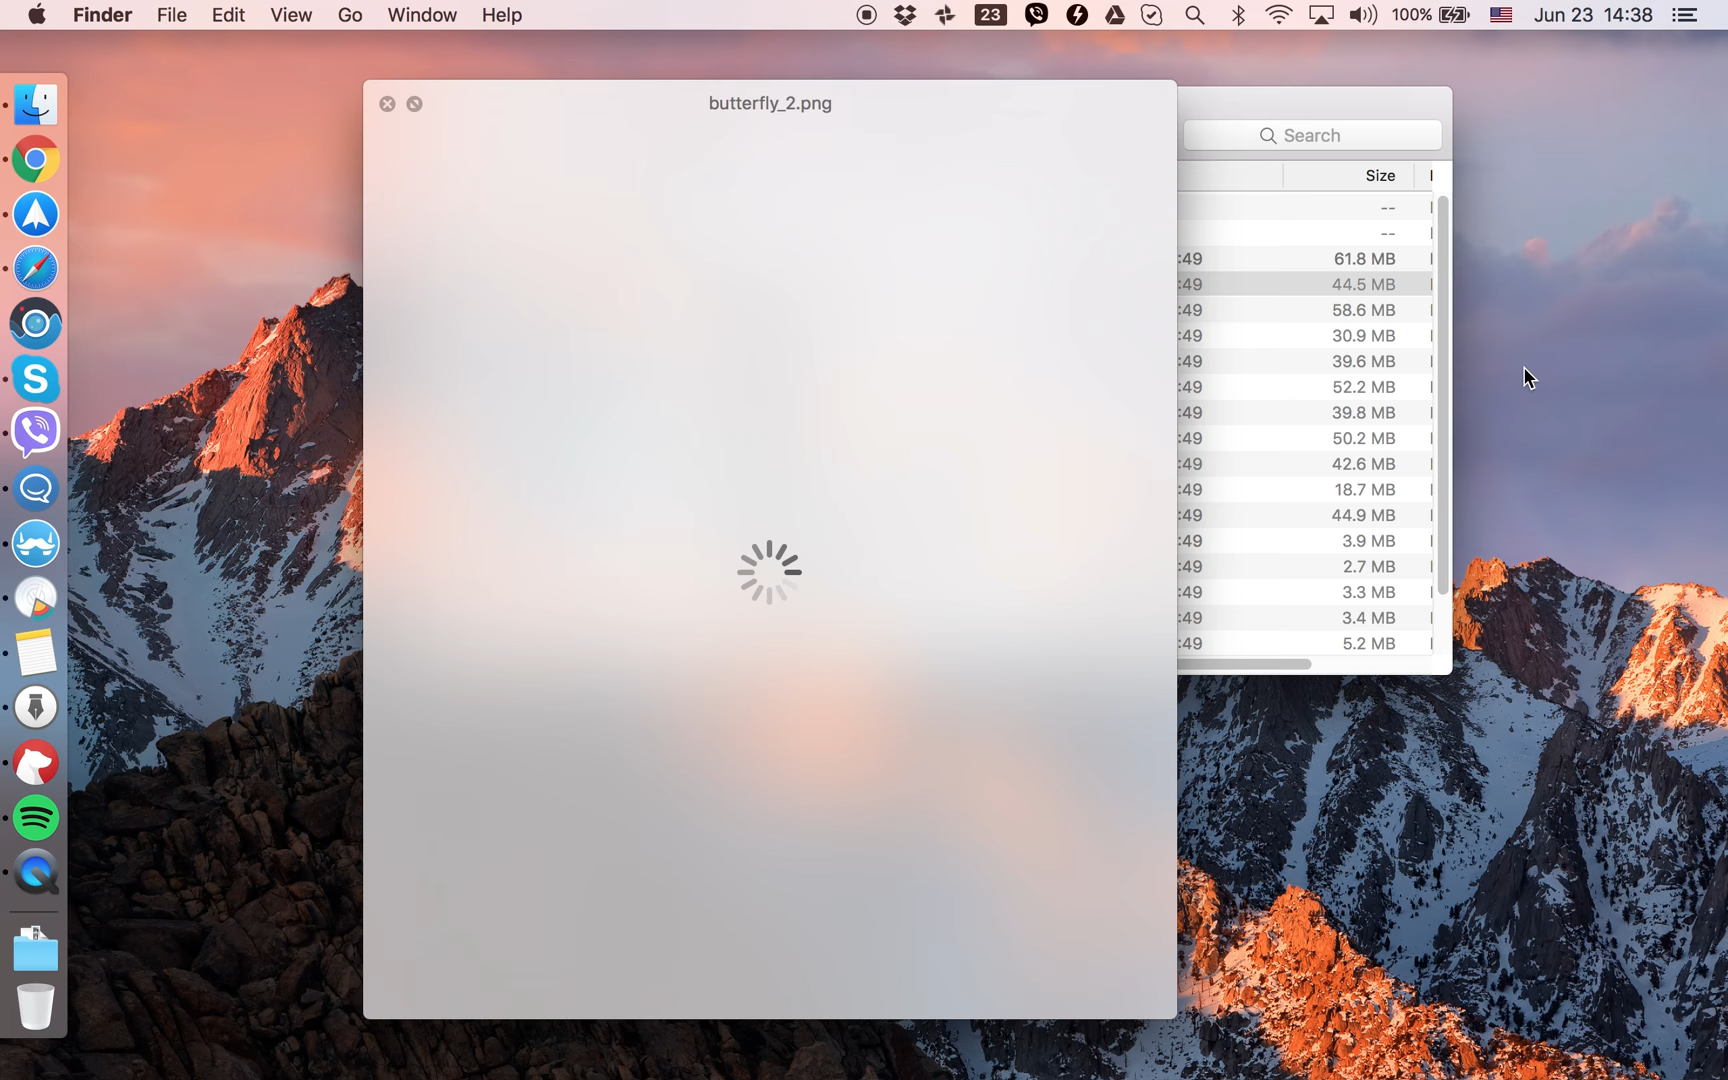 Finder File Edit View Go Window Help 23 100% Jun 23 14:38
butterfly_2.png
Search
Size
--
--
:49 61.8 MB
:49 44.5 MB
:49 58.6 MB
:49 30.9 MB
:49 39.6 MB
:49 52.2 MB
:49 39.8 MB
:49 50.2 MB
:49 42.6 MB
:49 18.7 MB
:49 44.9 MB
:49 3.9 MB
:49 2.7 MB
:49 3.3 MB
:49 3.4 MB
:49 5.2 MB